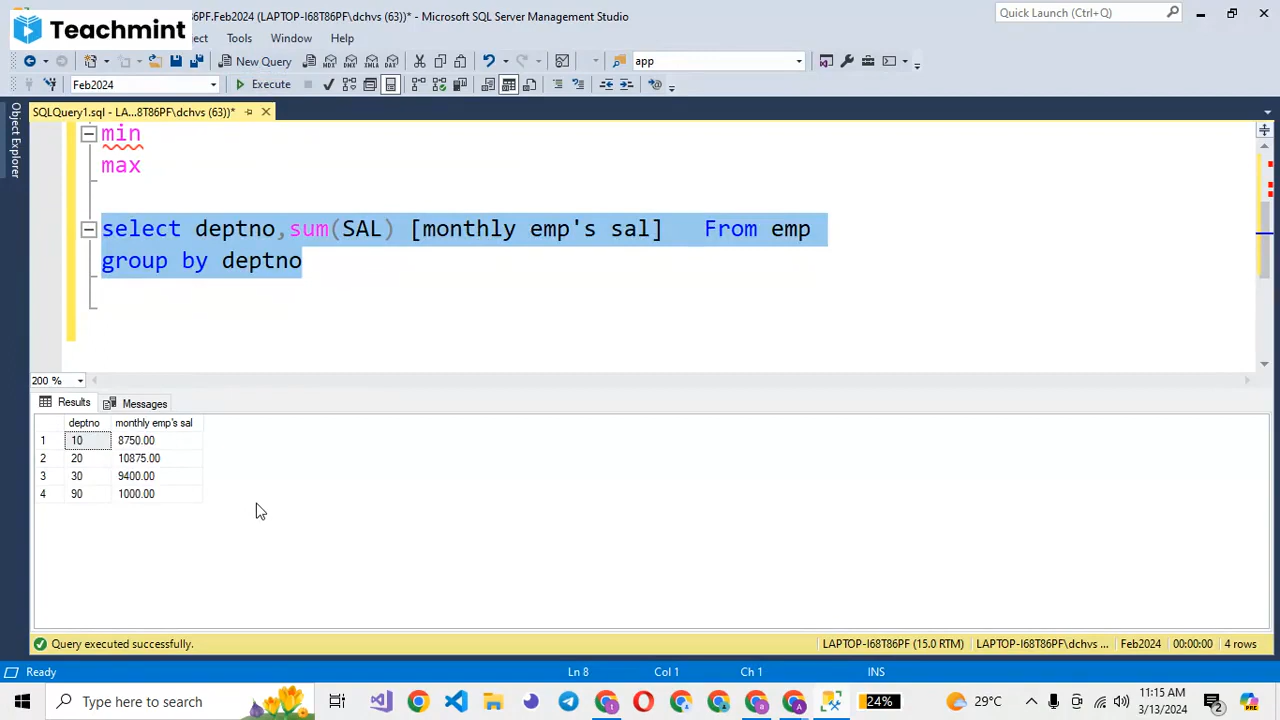 Teachmint
PF.Feb2024 (LAPTOP-I68T86PF\dchvs (63))* - Microsoft SQL Server Management Studio
Quick Launch (Ctrl+Q)
Tools Window Help
New Query
app
Feb2024
Execute
SQLQuery1.sql - LA...8T86PF\dchvs (63))*
Object Explorer
min
max
select deptno,sum(SAL) [monthly emp's sal] From emp
group by deptno
200 %
Results Messages
deptno monthly emp's sal
1 10 8750.00
2 20 10875.00
3 30 9400.00
4 90 1000.00
Query executed successfully.
LAPTOP-I68T86PF (15.0 RTM) LAPTOP-I68T86PF\dchvs ... Feb2024 00:00:00 4 rows
Ready Ln 8 Col 1 Ch 1 INS
Type here to search
24%
29°C
11:15 AM
3/13/2024
2